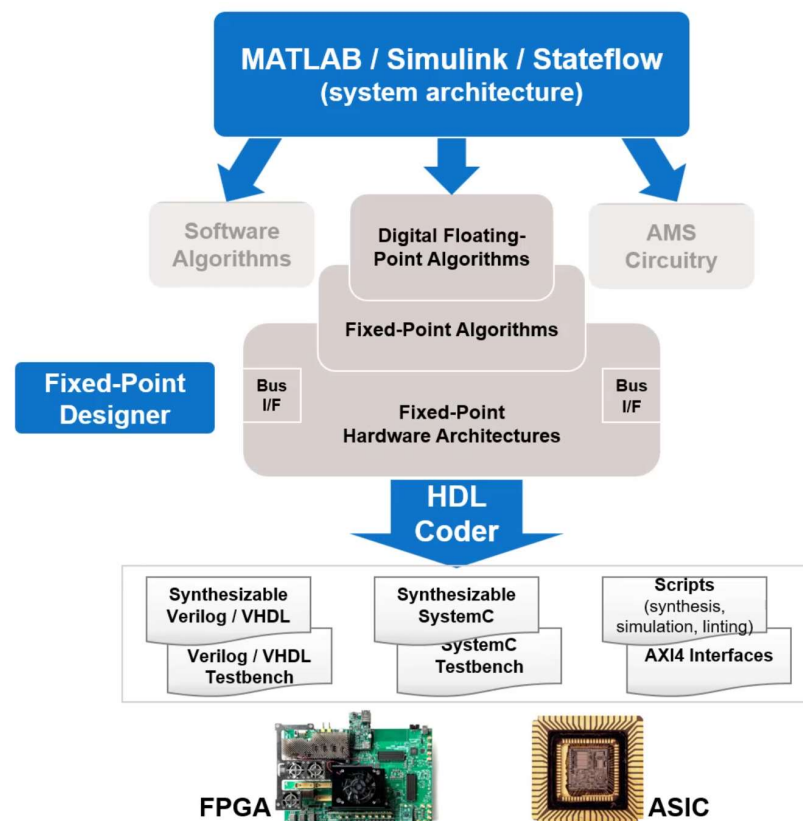 MATLAB / Simulink / Stateflow
(system architecture)
Software
Algorithms
Digital Floating-
Point Algorithms
AMS
Circuitry
Fixed-Point Algorithms
Fixed-Point
Designer
Bus
I/F
Fixed-Point
Hardware Architectures
Bus
I/F
HDL
Coder
Synthesizable
Verilog / VHDL
Verilog / VHDL
Testbench
Synthesizable
SystemC
SystemC
Testbench
Scripts
(synthesis,
simulation, linting)
AXI4 Interfaces
FPGA
ASIC